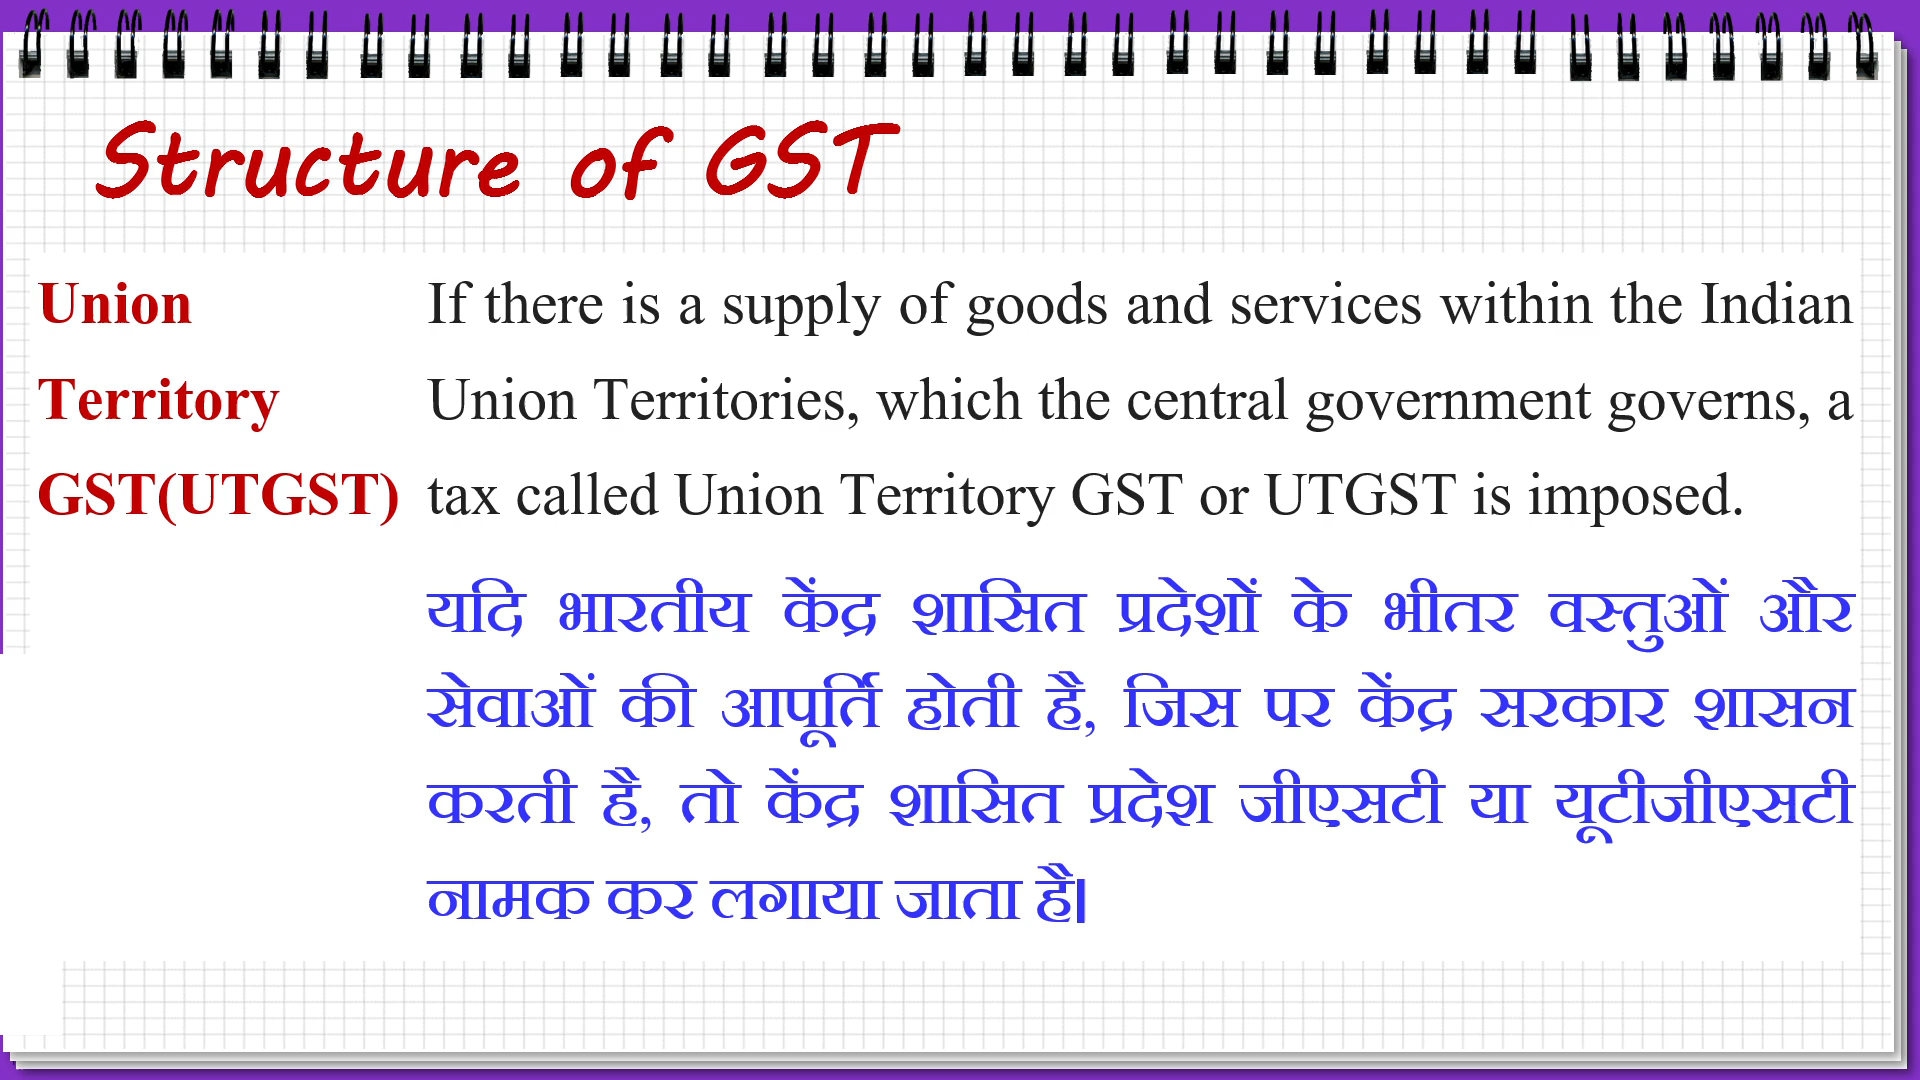 Structure of GST
Union
Territory
GST(UTGST)
If there is a supply of goods and services within the Indian
Union Territories, which the central government governs, a
tax called Union Territory GST or UTGST is imposed.
यदि भारतीय केंद्र शासित प्रदेशों के भीतर वस्तुओं और
सेवाओं की आपूर्ति होती है, जिस पर केंद्र सरकार शासन
करती है, तो केंद्र शासित प्रदेश जीएसटी या यूटीजीएसटी
नामक कर लगाया जाता है।